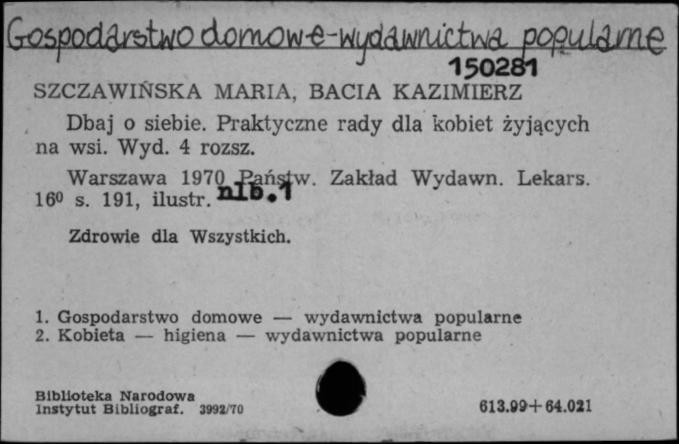 Gospodarstwo domowe-wydawnictwa popularne
150281
SZCZAWIŃSKA MARIA, BACIA KAZIMIERZ
Dbaj o siebie. Praktyczne rady dla kobiet żyjących
na wsi. Wyd. 4 rozsz.
Warszawa 1970 Państw. Zakład Wydawn. Lekars.
16⁰ s. 191, ilustr. nlb. 1
Zdrowie dla Wszystkich.
1. Gospodarstwo domowe — wydawnictwa popularne
2. Kobieta — higiena — wydawnictwa popularne
Biblioteka Narodowa
Instytut Bibliograf. 3992/70
613.99+64.021